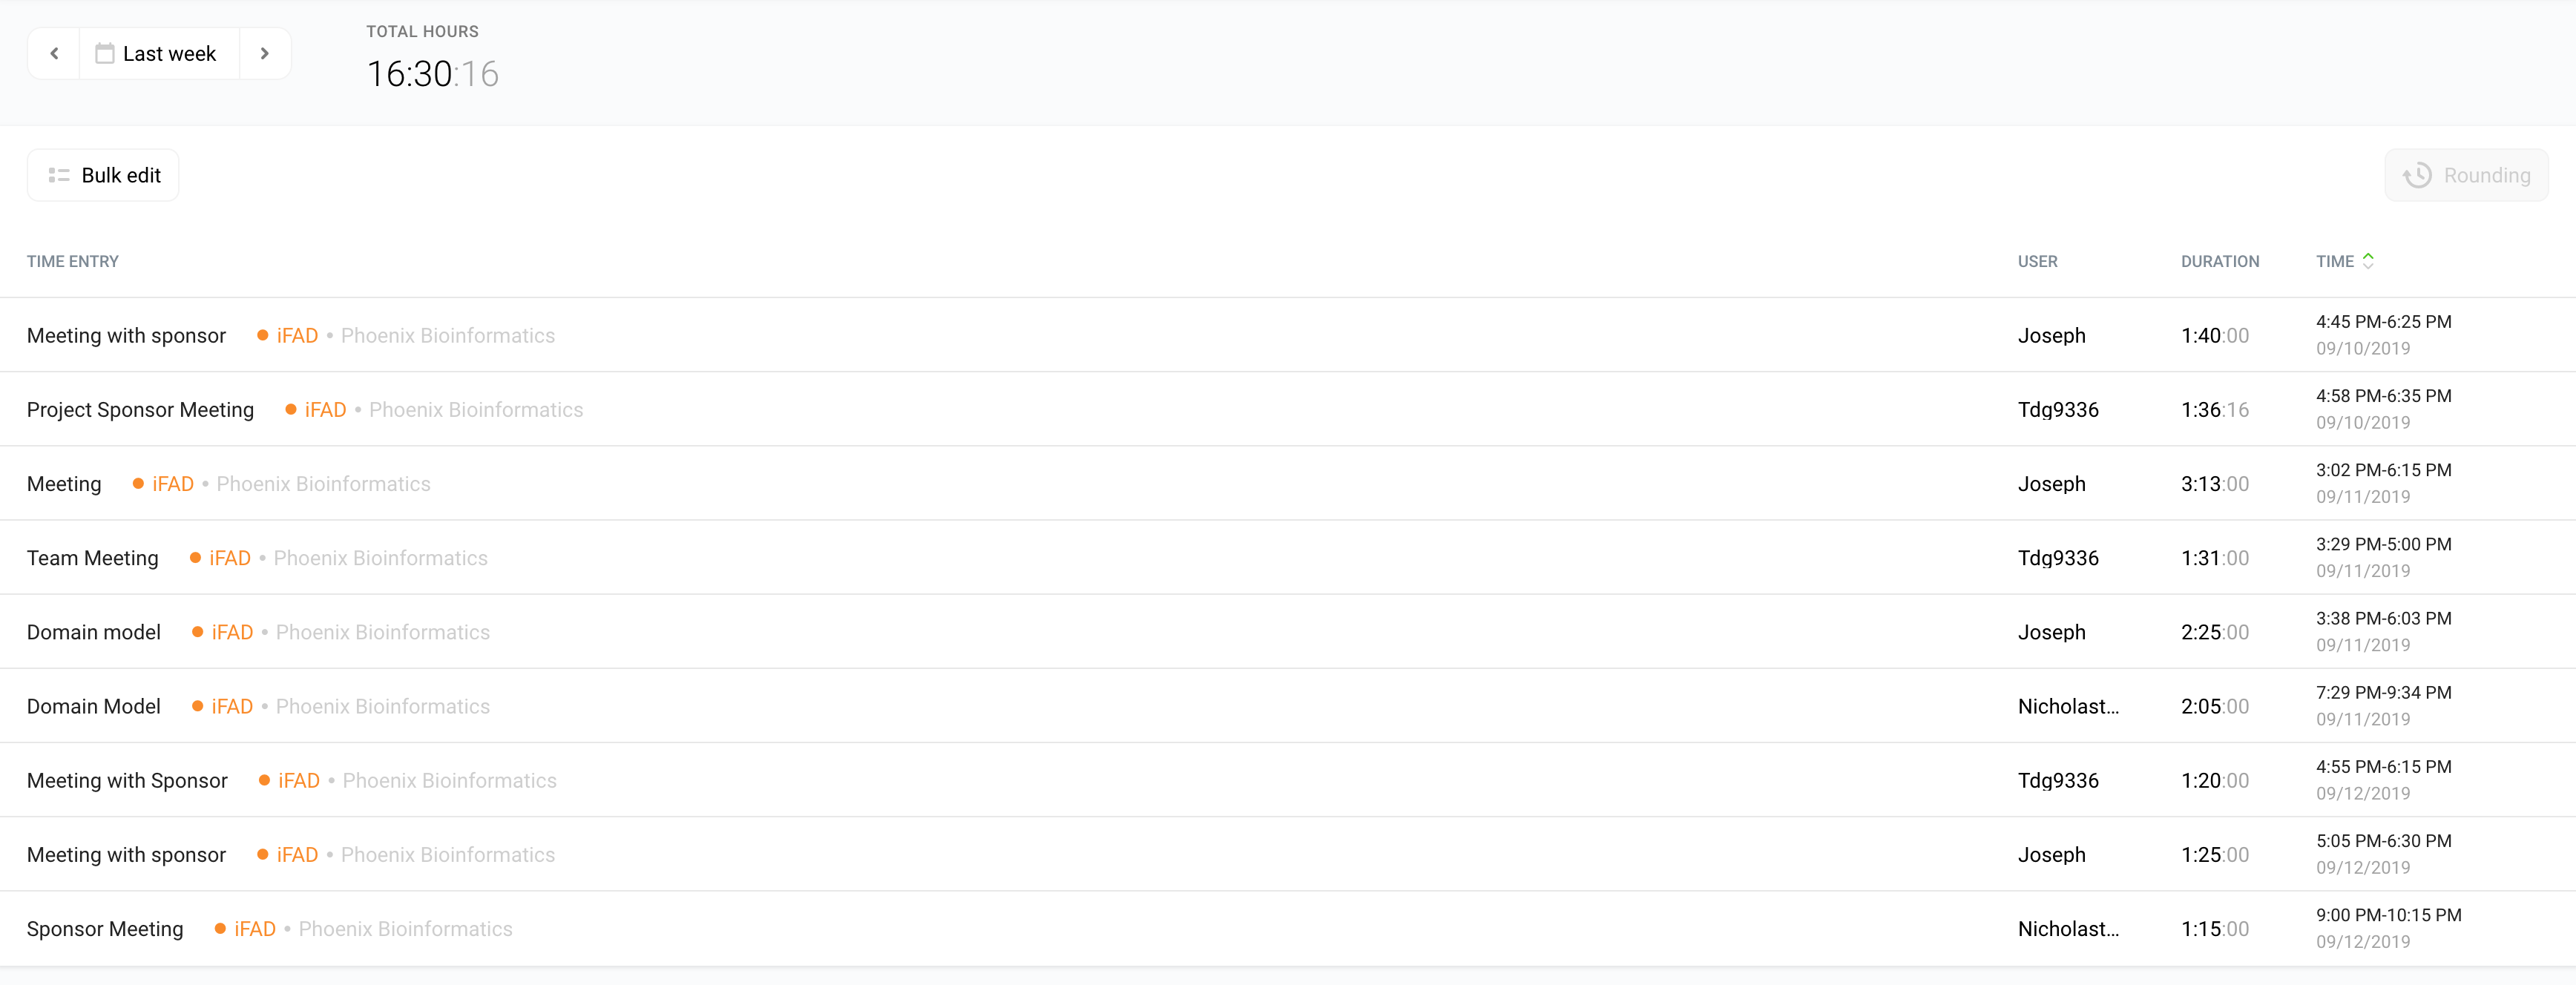 TOTAL HOURS
Last week
16:30:16
Bulk edit
Rounding
TIME ENTRY USER DURATION TIME
Meeting with sponsor • iFAD • Phoenix Bioinformatics Joseph 1:40:00 4:45 PM-6:25 PM
09/10/2019
Project Sponsor Meeting • iFAD • Phoenix Bioinformatics Tdg9336 1:36:16 4:58 PM-6:35 PM
09/10/2019
Meeting • iFAD • Phoenix Bioinformatics Joseph 3:13:00 3:02 PM-6:15 PM
09/11/2019
Team Meeting • iFAD • Phoenix Bioinformatics Tdg9336 1:31:00 3:29 PM-5:00 PM
09/11/2019
Domain model • iFAD • Phoenix Bioinformatics Joseph 2:25:00 3:38 PM-6:03 PM
09/11/2019
Domain Model • iFAD • Phoenix Bioinformatics Nicholast... 2:05:00 7:29 PM-9:34 PM
09/11/2019
Meeting with Sponsor • iFAD • Phoenix Bioinformatics Tdg9336 1:20:00 4:55 PM-6:15 PM
09/12/2019
Meeting with sponsor • iFAD • Phoenix Bioinformatics Joseph 1:25:00 5:05 PM-6:30 PM
09/12/2019
Sponsor Meeting • iFAD • Phoenix Bioinformatics Nicholast... 1:15:00 9:00 PM-10:15 PM
09/12/2019